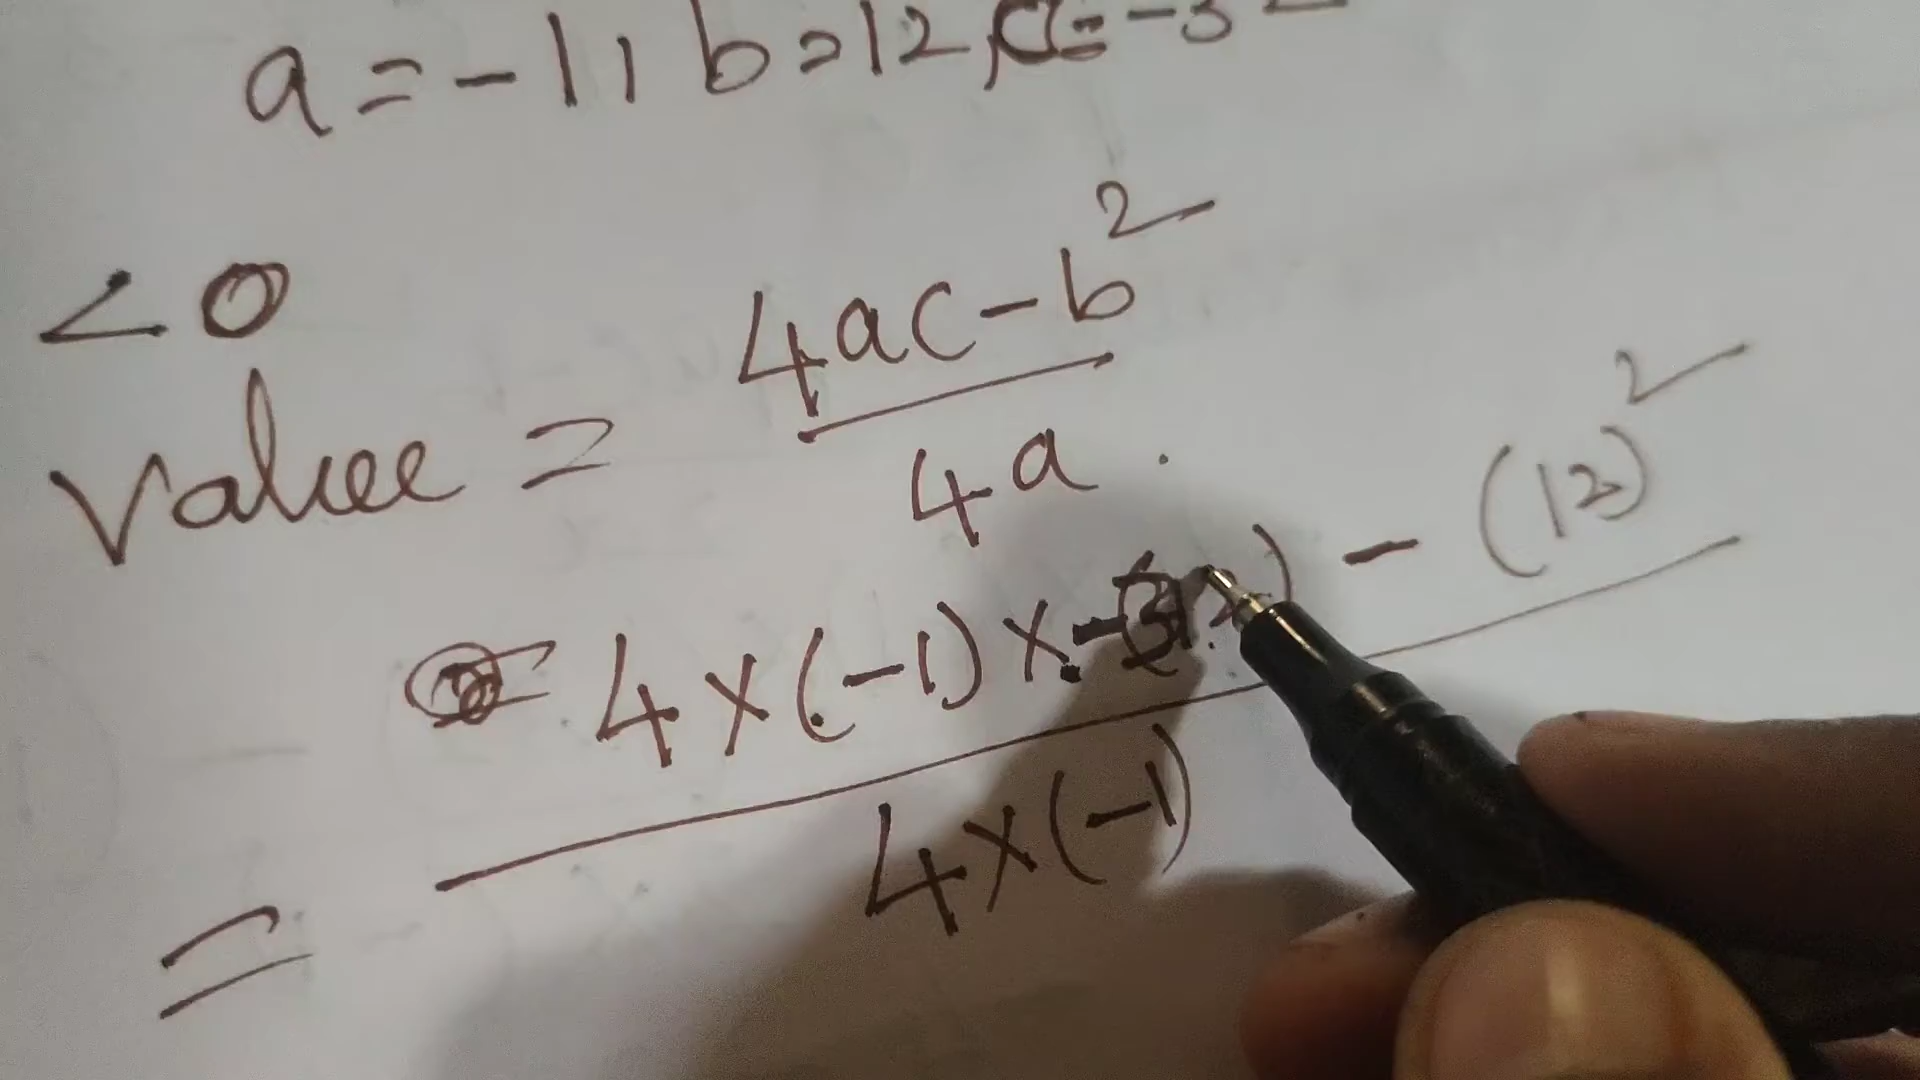 a = -1, b = 12, c = -3
< 0
Value = 4ac - b²
4a.
= 4 × (-1) × - ) - (12)²
4 × (-1)
=